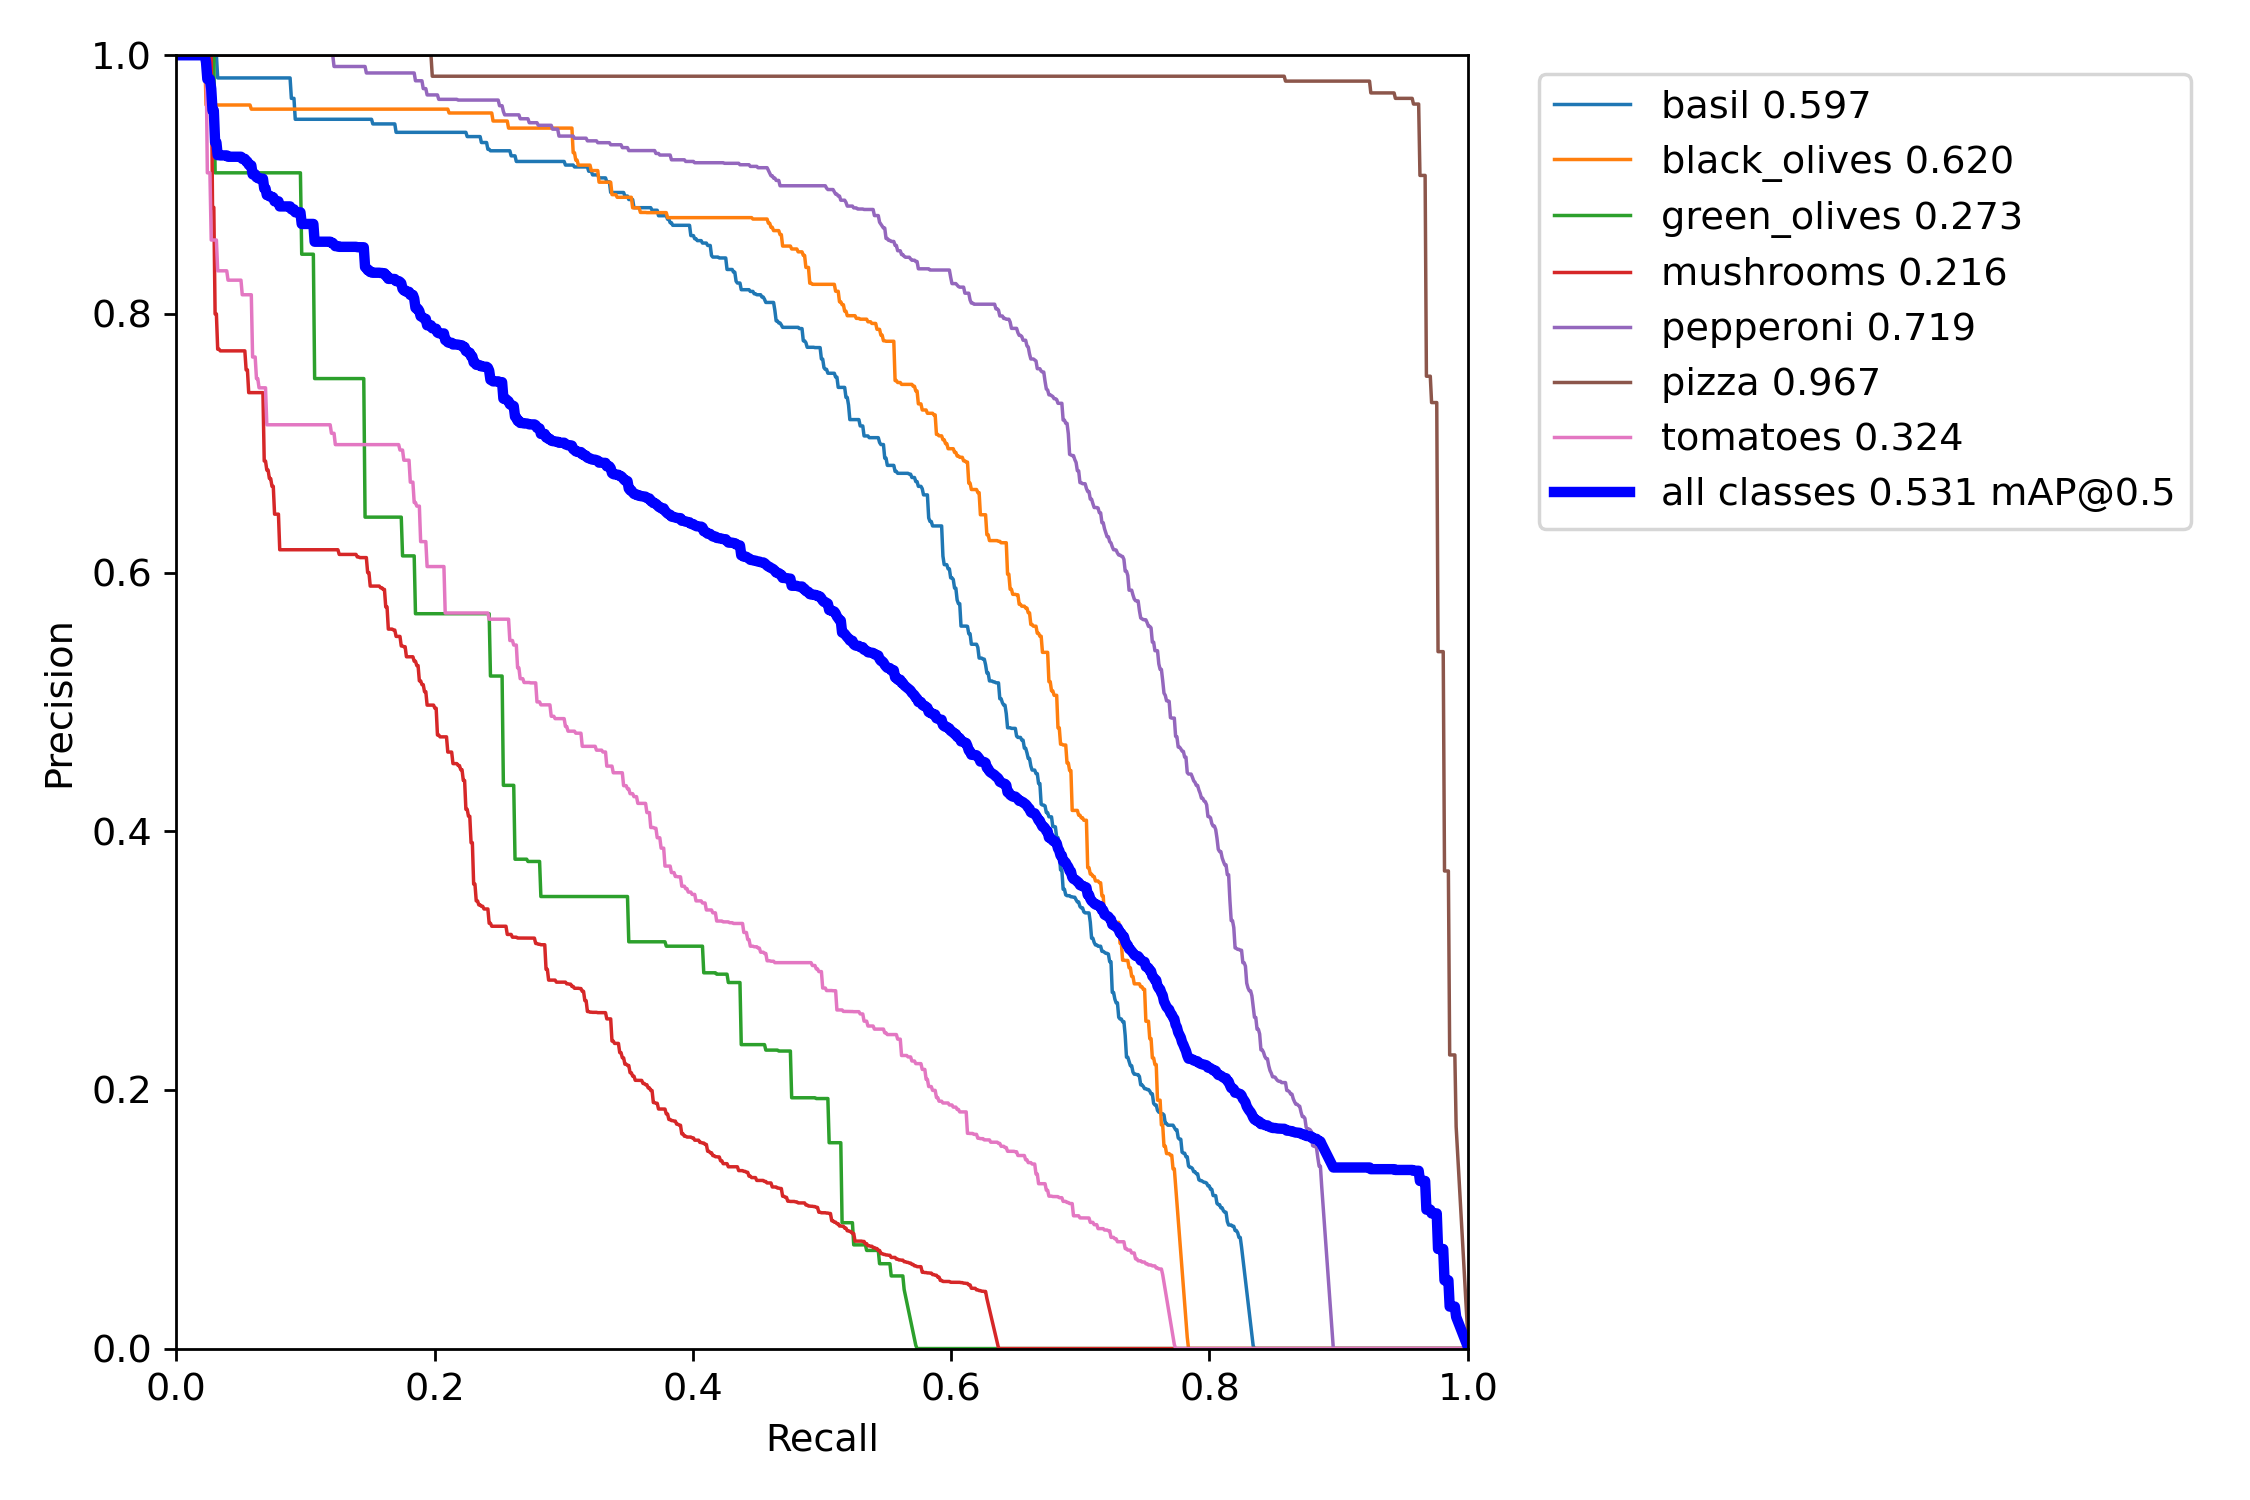 1.0
0.8
0.6
0.4
0.2
0.0
Precision
0.0 0.2 0.4 0.6 0.8 1.0
Recall
basil 0.597
black_olives 0.620
green_olives 0.273
mushrooms 0.216
pepperoni 0.719
pizza 0.967
tomatoes 0.324
all classes 0.531 mAP@0.5